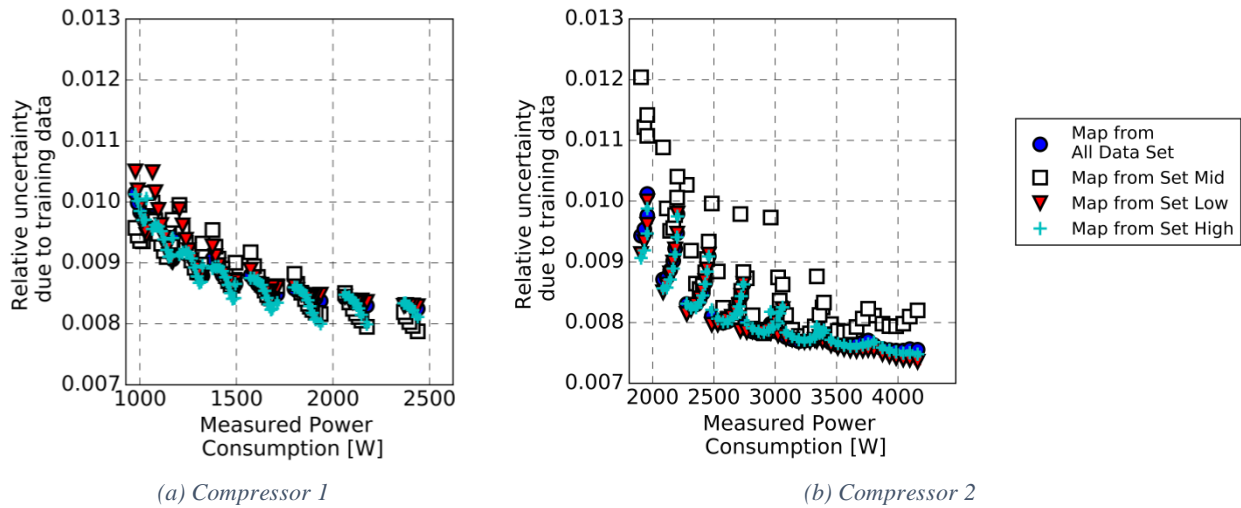 0.013
0.012
0.011
0.010
0.009
0.008
0.007
Relative uncertainty
due to training data
1000 1500 2000 2500
Measured Power
Consumption [W]
(a) Compressor 1
0.013
0.012
0.011
0.010
0.009
0.008
0.007
Relative uncertainty
due to training data
2000 2500 3000 3500 4000
Measured Power
Consumption [W]
(b) Compressor 2
Map from
All Data Set
Map from Set Mid
Map from Set Low
Map from Set High